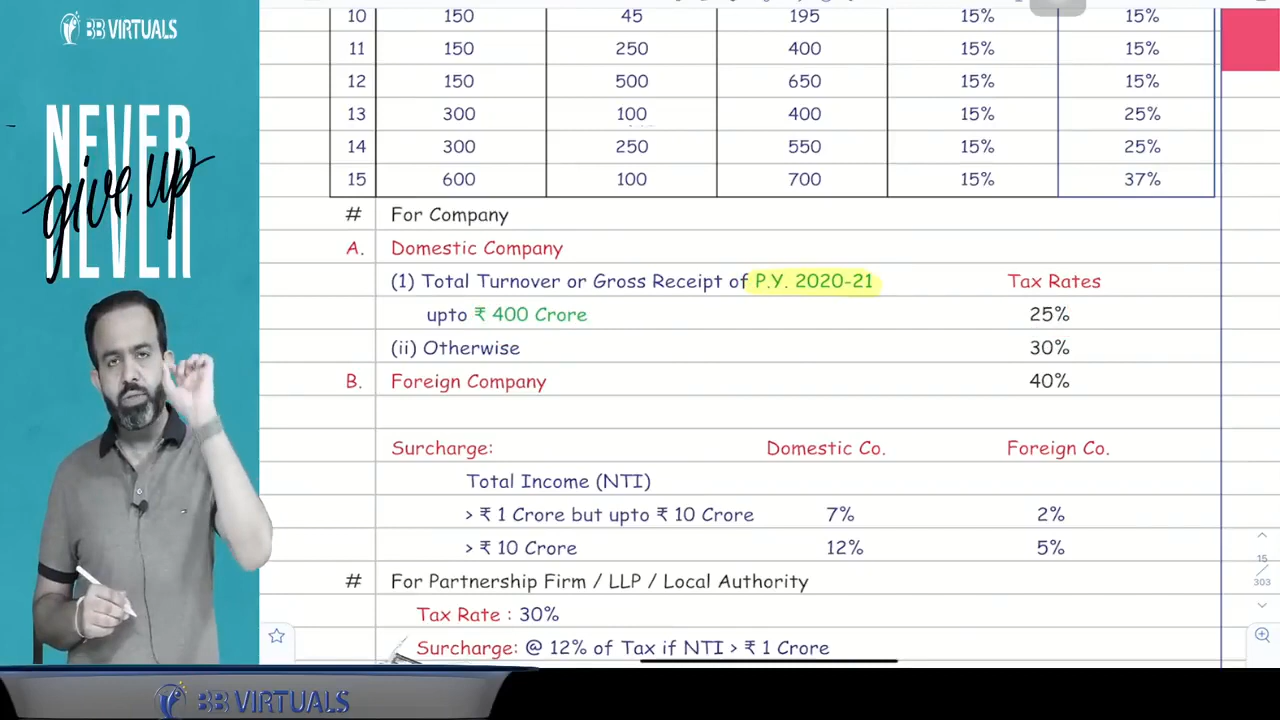 BB VIRTUALS
NEVER
give up
NEVER
10 150 45 195 15% 15%
11 150 250 400 15% 15%
12 150 500 650 15% 15%
13 300 100 400 15% 25%
14 300 250 550 15% 25%
15 600 100 700 15% 37%
# For Company
A. Domestic Company
(1) Total Turnover or Gross Receipt of P.Y. 2020-21 Tax Rates
upto ₹ 400 Crore 25%
(ii) Otherwise 30%
B. Foreign Company 40%
Surcharge: Domestic Co. Foreign Co.
Total Income (NTI)
> ₹ 1 Crore but upto ₹ 10 Crore 7% 2%
> ₹ 10 Crore 12% 5%
# For Partnership Firm / LLP / Local Authority
Tax Rate : 30%
Surcharge: @ 12% of Tax if NTI > ₹ 1 Crore
15
/
303
BB VIRTUALS